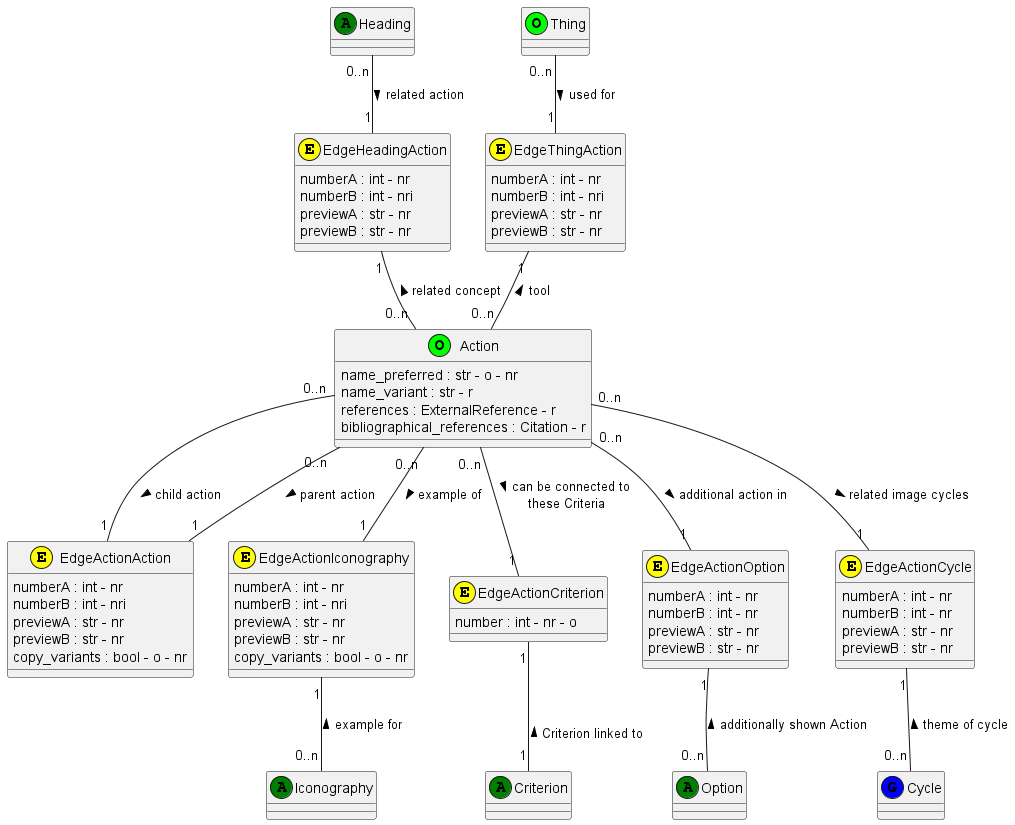 A Heading
O Thing
0..n
0..n
related action
used for
1
1
E EdgeHeadingAction
numberA : int - nr
numberB : int - nri
previewA : str - nr
previewB : str - nr
E EdgeThingAction
numberA : int - nr
numberB : int - nri
previewA : str - nr
previewB : str - nr
1
1
related concept
tool
0..n
0..n
O Action
name_preferred : str - o - nr
name_variant : str - r
references : ExternalReference - r
bibliographical_references : Citation - r
0..n
0..n
0..n
0..n
0..n
0..n
child action
parent action
example of
can be connected to
these Criteria
additional action in
related image cycles
1
1
1
1
1
1
E EdgeActionAction
numberA : int - nr
numberB : int - nri
previewA : str - nr
previewB : str - nr
copy_variants : bool - o - nr
E EdgeActionIconography
numberA : int - nr
numberB : int - nri
previewA : str - nr
previewB : str - nr
copy_variants : bool - o - nr
E EdgeActionCriterion
number : int - nr - o
E EdgeActionOption
numberA : int - nr
numberB : int - nr
previewA : str - nr
previewB : str - nr
E EdgeActionCycle
numberA : int - nr
numberB : int - nr
previewA : str - nr
previewB : str - nr
1
1
1
1
example for
Criterion linked to
additionally shown Action
theme of cycle
0..n
1
0..n
0..n
A Iconography
A Criterion
A Option
G Cycle